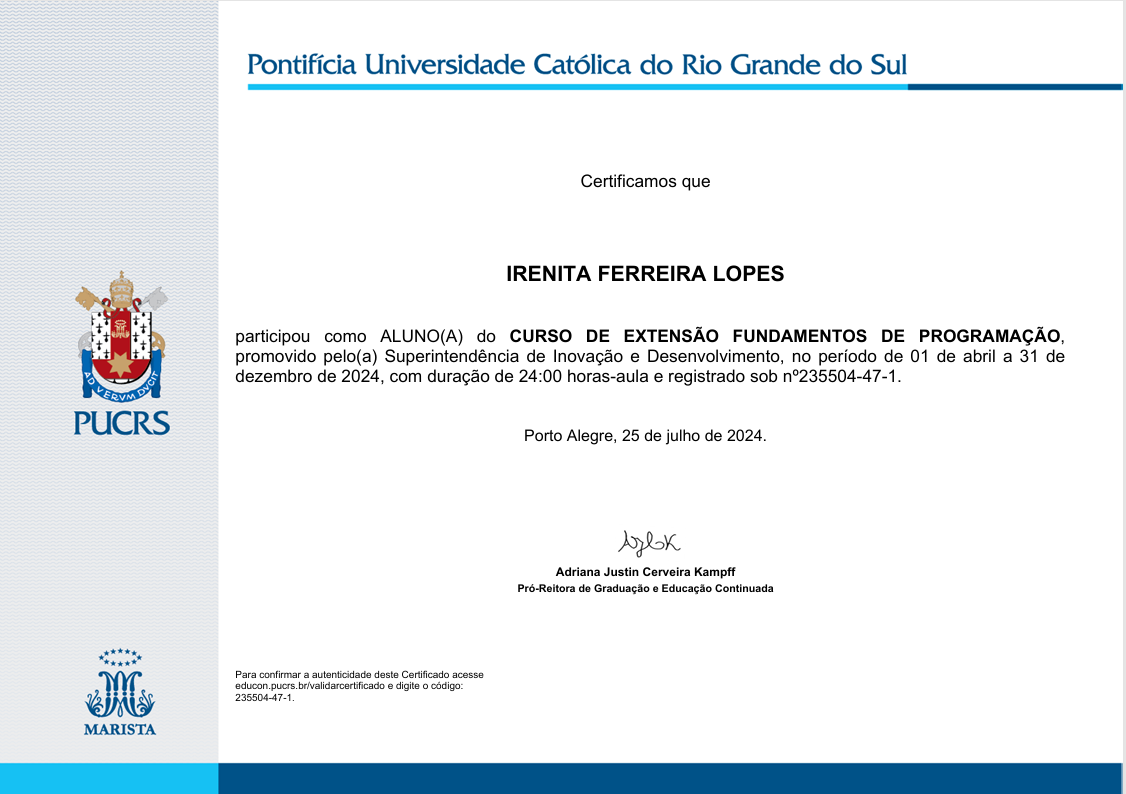 Pontifícia Universidade Católica do Rio Grande do Sul
Certificamos que
IRENITA FERREIRA LOPES
participou como ALUNO(A) do CURSO DE EXTENSÃO FUNDAMENTOS DE PROGRAMAÇÃO,
promovido pelo(a) Superintendência de Inovação e Desenvolvimento, no período de 01 de abril a 31 de
dezembro de 2024, com duração de 24:00 horas-aula e registrado sob nº235504-47-1.
AD VERVM DVCIT
PUCRS
Porto Alegre, 25 de julho de 2024.
Adriana Justin Cerveira Kampff
Pró-Reitora de Graduação e Educação Continuada
Para confirmar a autenticidade deste Certificado acesse
educon.pucrs.br/validarcertificado e digite o código:
235504-47-1.
MARISTA